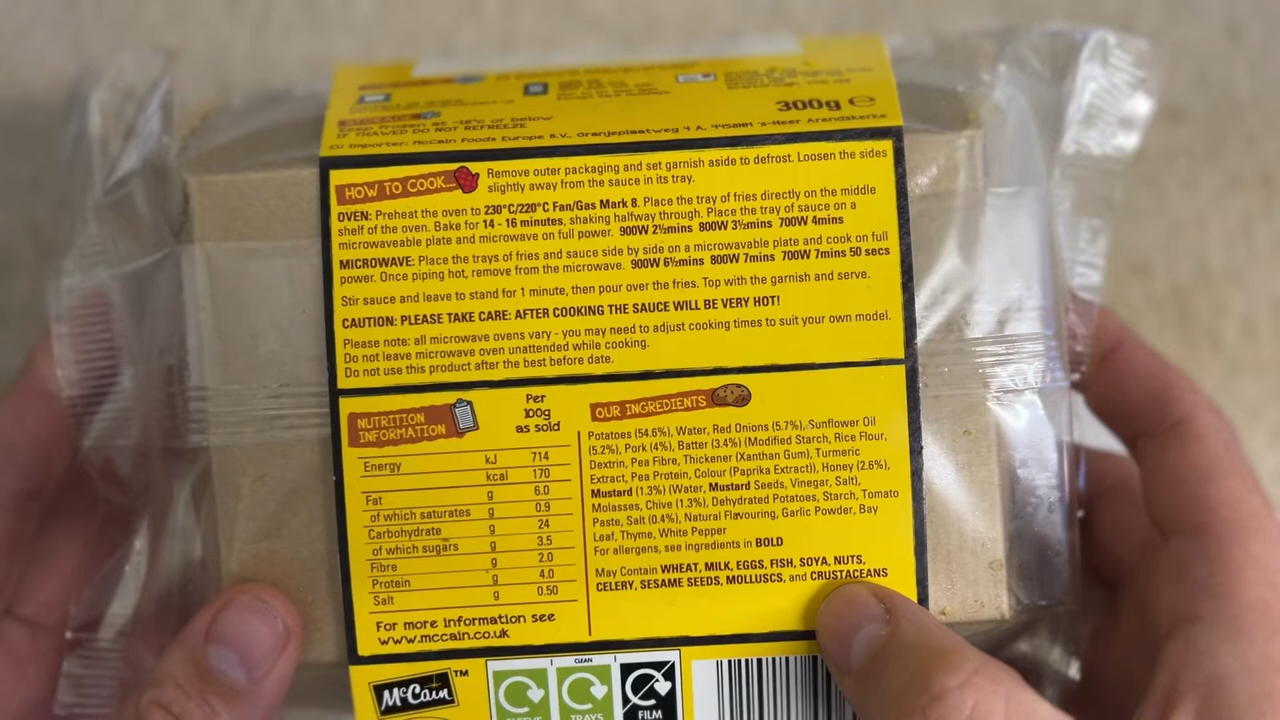 300g e
STORAGE
Keep frozen at -18°c or below
IF THAWED DO NOT REFREEZE
EU Importer: McCain Foods Europe B.V., Oranjeplaatweg 4 A, 4458NM 's-Heer Arendskerke
HOW TO COOK...
Remove outer packaging and set garnish aside to defrost. Loosen the sides
slightly away from the sauce in its tray.
OVEN: Preheat the oven to 230°C/220°C Fan/Gas Mark 8. Place the tray of fries directly on the middle
shelf of the oven. Bake for 14 - 16 minutes, shaking halfway through. Place the tray of sauce on a
microwaveable plate and microwave on full power. 900W 2½mins 800W 3½mins 700W 4mins
MICROWAVE: Place the trays of fries and sauce side by side on a microwavable plate and cook on full
power. Once piping hot, remove from the microwave. 900W 6½mins 800W 7mins 700W 7mins 50 secs
Stir sauce and leave to stand for 1 minute, then pour over the fries. Top with the garnish and serve.
CAUTION: PLEASE TAKE CARE: AFTER COOKING THE SAUCE WILL BE VERY HOT!
Please note: all microwave ovens vary - you may need to adjust cooking times to suit your own model.
Do not leave microwave oven unattended while cooking.
Do not use this product after the best before date.
NUTRITION
INFORMATION
Per
100g
as sold
Energy kJ 714
kcal 170
Fat g 6.0
of which saturates g 0.9
Carbohydrate g 24
of which sugars g 3.5
Fibre g 2.0
Protein g 4.0
Salt g 0.50
For more information see
www.mccain.co.uk
OUR INGREDIENTS
Potatoes (54.6%), Water, Red Onions (5.7%), Sunflower Oil
(5.2%), Pork (4%), Batter (3.4%) (Modified Starch, Rice Flour,
Dextrin, Pea Fibre, Thickener (Xanthan Gum), Turmeric
Extract, Pea Protein, Colour (Paprika Extract)), Honey (2.6%),
Mustard (1.3%) (Water, Mustard Seeds, Vinegar, Salt),
Molasses, Chive (1.3%), Dehydrated Potatoes, Starch, Tomato
Paste, Salt (0.4%), Natural Flavouring, Garlic Powder, Bay
Leaf, Thyme, White Pepper
For allergens, see ingredients in BOLD
May Contain WHEAT, MILK, EGGS, FISH, SOYA, NUTS,
CELERY, SESAME SEEDS, MOLLUSCS, and CRUSTACEANS
McCain™
CLEAN
SLEEVE TRAYS FILM